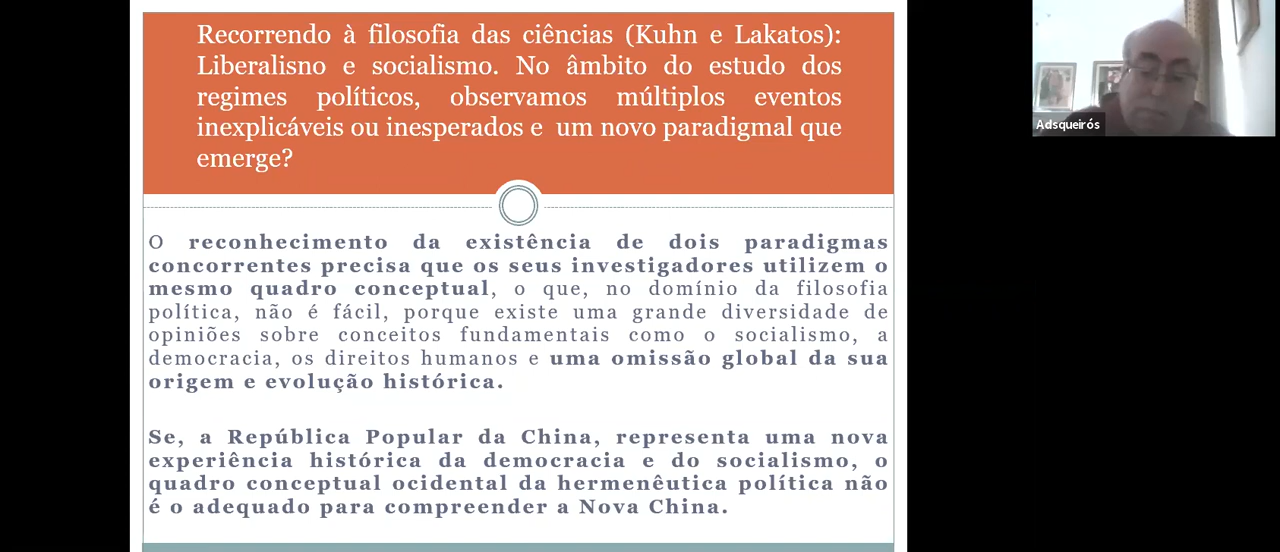 Recorrendo à filosofia das ciências (Kuhn e Lakatos):
Liberalisno e socialismo. No âmbito do estudo dos
regimes políticos, observamos múltiplos eventos
inexplicáveis ou inesperados e um novo paradigmal que
emerge?
O reconhecimento da existência de dois paradigmas
concorrentes precisa que os seus investigadores utilizem o
mesmo quadro conceptual, o que, no domínio da filosofia
política, não é fácil, porque existe uma grande diversidade de
opiniões sobre conceitos fundamentais como o socialismo, a
democracia, os direitos humanos e uma omissão global da sua
origem e evolução histórica.
Se, a República Popular da China, representa uma nova
experiência histórica da democracia e do socialismo, o
quadro conceptual ocidental da hermenêutica política não
é o adequado para compreender a Nova China.
Adsqueirós